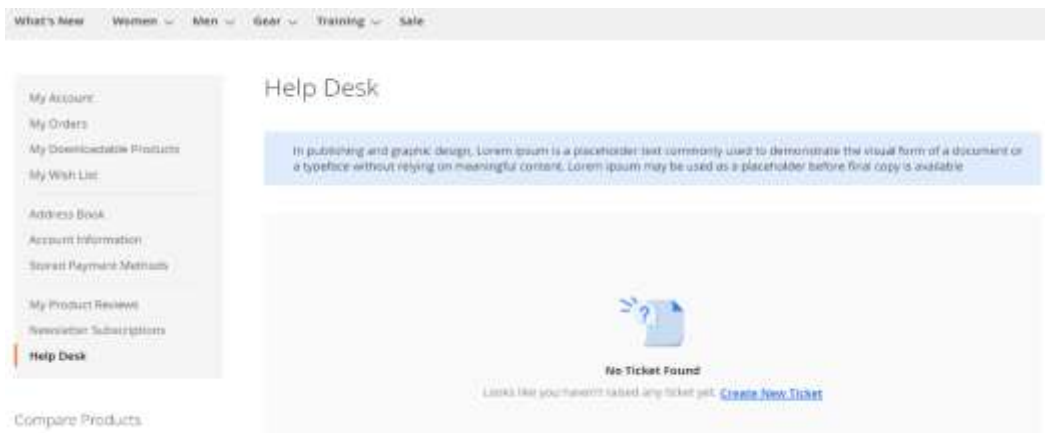 What's New Women Men Gear Training Sale
Help Desk
My Account
My Orders
My Downloadable Products
My Wish List
Address Book
Account Information
Stored Payment Methods
My Product Reviews
Newsletter Subscriptions
Help Desk
Compare Products
In publishing and graphic design, Lorem ipsum is a placeholder text commonly used to demonstrate the visual form of a document or
a typeface without relying on meaningful content. Lorem ipsum may be used as a placeholder before final copy is available
No Ticket Found
Looks like you haven't raised any ticket yet. Create New Ticket